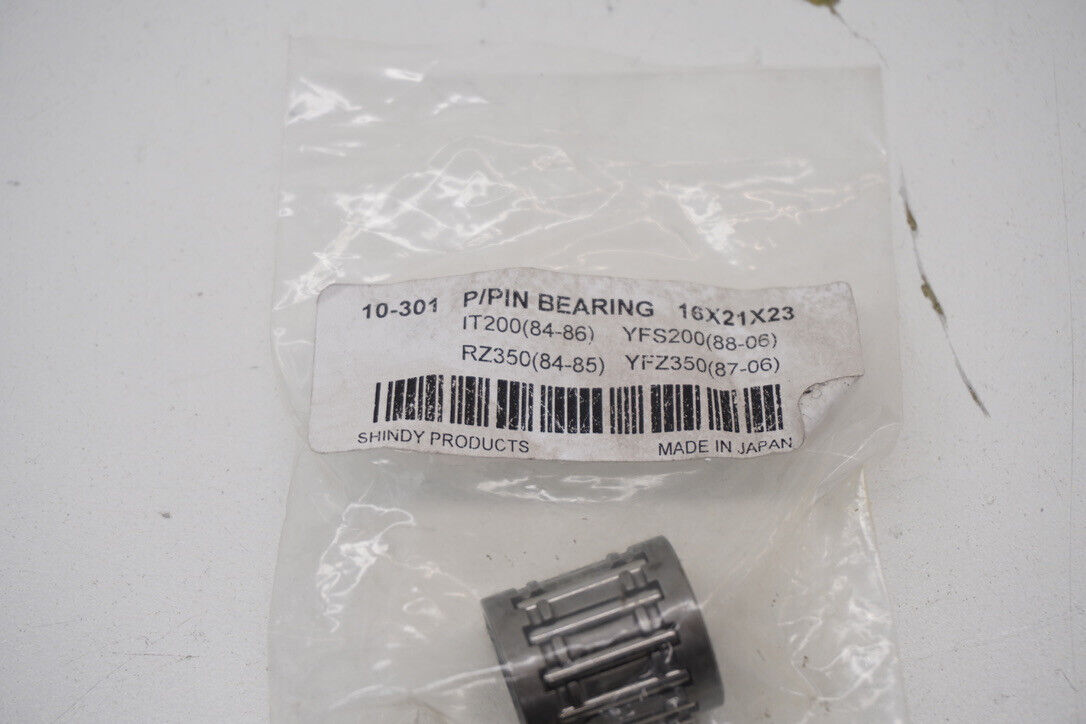 10-301 P/PIN BEARING 16X21X23
IT200(84-86) YFS200(88-06)
RZ350(84-85) YFZ350(87-06)
SHINDY PRODUCTS MADE IN JAPAN